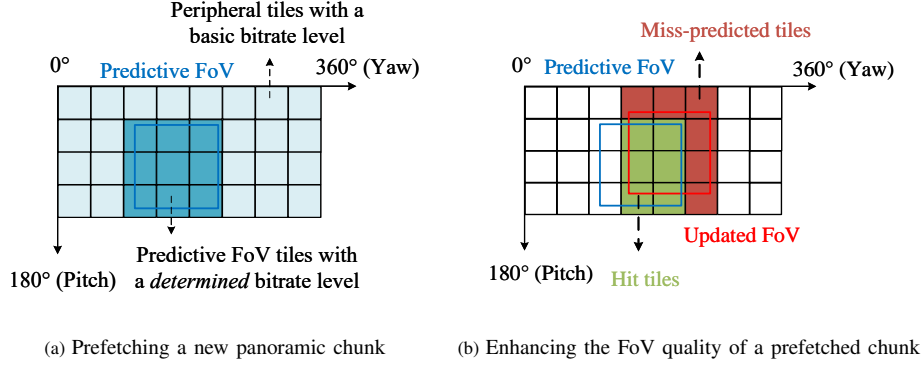 Peripheral tiles with a
basic bitrate level
0°
Predictive FoV
360° (Yaw)
Predictive FoV tiles with
a determined bitrate level
180° (Pitch)
(a) Prefetching a new panoramic chunk
Miss-predicted tiles
0°
Predictive FoV
360° (Yaw)
Updated FoV
180° (Pitch)
Hit tiles
(b) Enhancing the FoV quality of a prefetched chunk